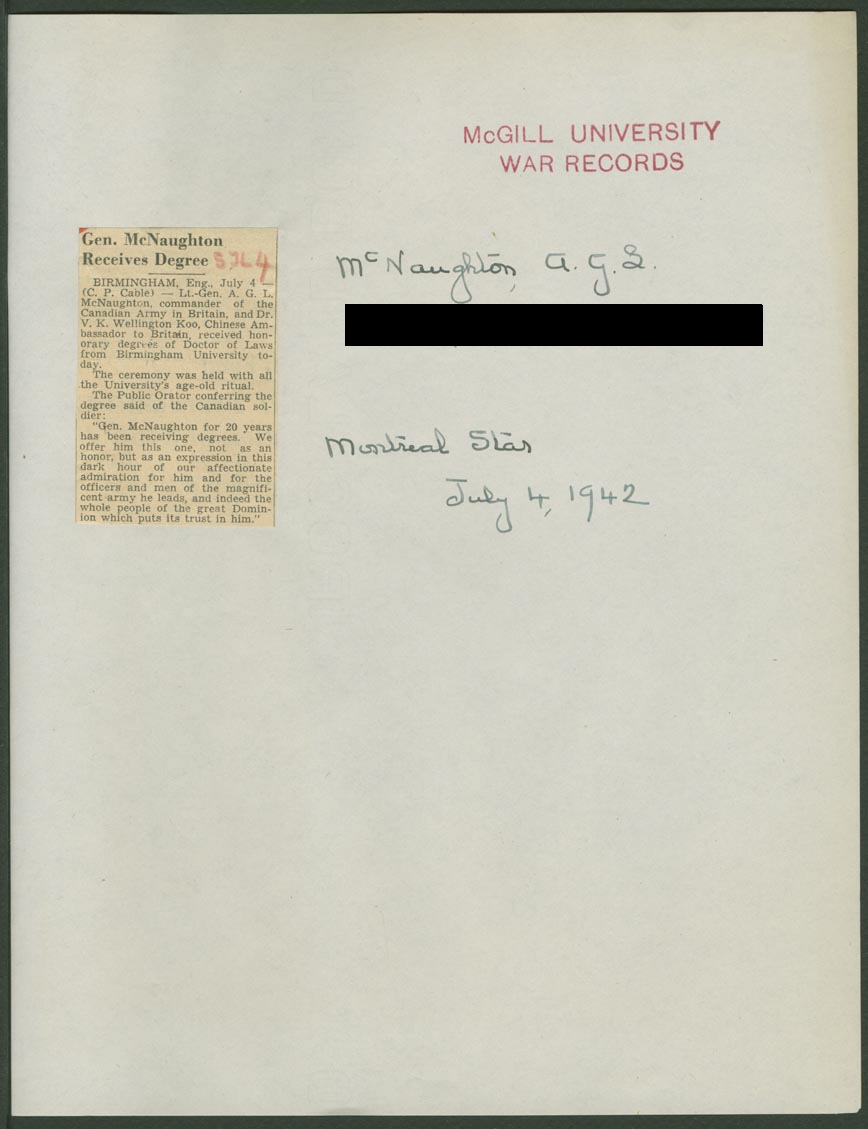 McGILL UNIVERSITY
WAR RECORDS
Gen. McNaughton
Receives Degree
BIRMINGHAM, Eng., July 4 —
(C. P. Cable) — Lt.-Gen. A. G. L.
McNaughton, commander of the
Canadian Army in Britain, and Dr.
V. K. Wellington Koo, Chinese Am-
bassador to Britain, received hon-
orary degrees of Doctor of Laws
from Birmingham University to-
day.
The ceremony was held with all
the University's age-old ritual.
The Public Orator conferring the
degree said of the Canadian sol-
dier:
"Gen. McNaughton for 20 years
has been receiving degrees. We
offer him this one, not as an
honor, but as an expression in this
dark hour of our affectionate
admiration for him and for the
officers and men of the magnifi-
cent army he leads, and indeed the
whole people of the great Domin-
ion which puts its trust in him."
McNaughton, A. G. L.
Montreal Star
July 4, 1942